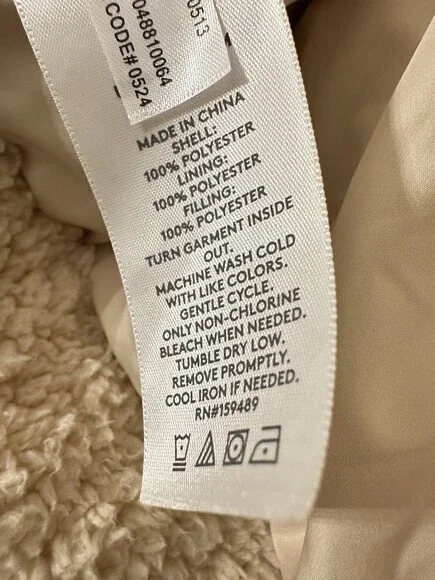 0513
048810064
CODE#0524
MADE IN CHINA
SHELL:
100% POLYESTER
LINING:
100% POLYESTER
FILLING:
100% POLYESTER
TURN GARMENT INSIDE
OUT.
MACHINE WASH COLD
WITH LIKE COLORS.
GENTLE CYCLE.
ONLY NON-CHLORINE
BLEACH WHEN NEEDED.
TUMBLE DRY LOW.
REMOVE PROMPTLY.
COOL IRON IF NEEDED.
RN#159489